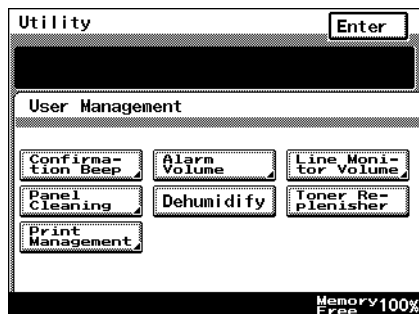 Utility
Enter
User Management
Confirma-
tion Beep
Alarm
Volume
Line Moni-
tor Volume
Panel
Cleaning
Dehumidify
Toner Re-
plenisher
Print
Management
Memory
Free 100%